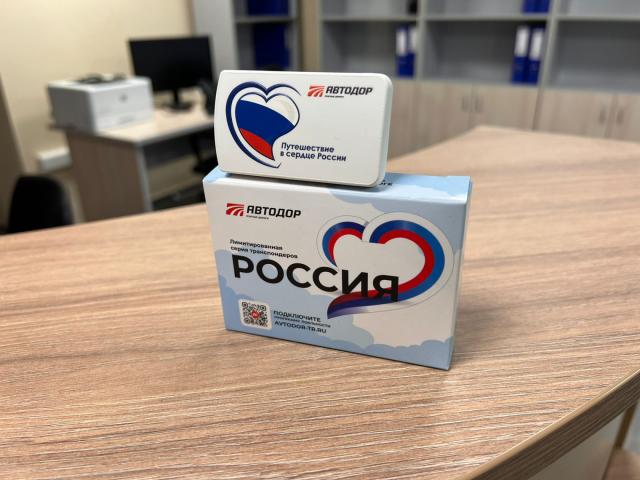 АВТОДОР
Путешествие
в сердце России
АВТОДОР
Лимитированная
серия транспондеров
РОССИЯ
ПОДКЛЮЧИТЕ
AVTODOR-TR.RU